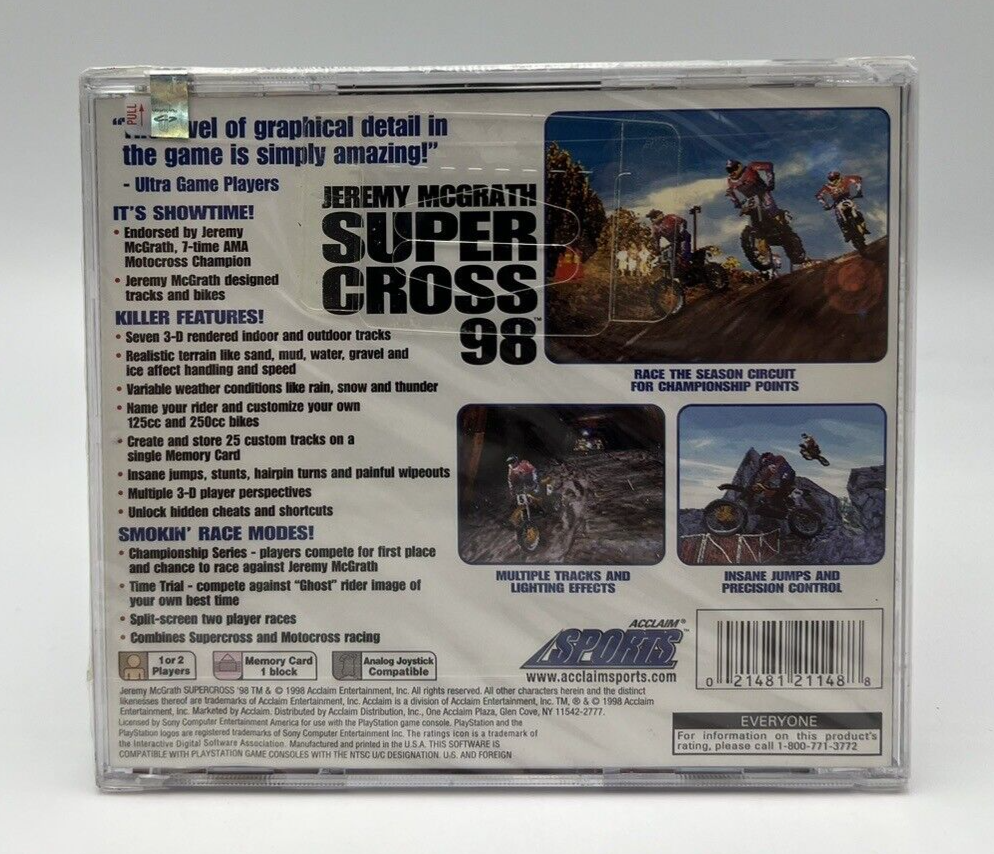 PULL
“ vel of graphical detail in
the game is simply amazing!”
- Ultra Game Players
JEREMY MCGRATH
SUPER
CROSS
98™
IT'S SHOWTIME!
• Endorsed by Jeremy
McGrath, 7-time AMA
Motocross Champion
• Jeremy McGrath designed
tracks and bikes
KILLER FEATURES!
• Seven 3-D rendered indoor and outdoor tracks
• Realistic terrain like sand, mud, water, gravel and
ice affect handling and speed
• Variable weather conditions like rain, snow and thunder
• Name your rider and customize your own
125cc and 250cc bikes
• Create and store 25 custom tracks on a
single Memory Card
• Insane jumps, stunts, hairpin turns and painful wipeouts
• Multiple 3-D player perspectives
• Unlock hidden cheats and shortcuts
SMOKIN' RACE MODES!
• Championship Series - players compete for first place
and chance to race against Jeremy McGrath
• Time Trial - compete against “Ghost” rider image of
your own best time
• Split-screen two player races
• Combines Supercross and Motocross racing
RACE THE SEASON CIRCUIT
FOR CHAMPIONSHIP POINTS
MULTIPLE TRACKS AND
LIGHTING EFFECTS
INSANE JUMPS AND
PRECISION CONTROL
1 or 2
Players
Memory Card
1 block
Analog Joystick
Compatible
ACCLAIM®
SPORTS™
www.acclaimsports.com
0 21481 21148 8
Jeremy McGrath SUPERCROSS '98 TM & © 1998 Acclaim Entertainment, Inc. All rights reserved. All other characters herein and the distinct
likenesses thereof are trademarks of Acclaim Entertainment, Inc. Acclaim is a division of Acclaim Entertainment, Inc. TM, ® & © 1998 Acclaim
Entertainment, Inc. Marketed by Acclaim. Distributed by Acclaim Distribution, Inc., One Acclaim Plaza, Glen Cove, NY 11542-2777.
Licensed by Sony Computer Entertainment America for use with the PlayStation game console. PlayStation and the
PlayStation logos are registered trademarks of Sony Computer Entertainment Inc. The ratings icon is a trademark of
the Interactive Digital Software Association. Manufactured and printed in the U.S.A. THIS SOFTWARE IS
COMPATIBLE WITH PLAYSTATION GAME CONSOLES WITH THE NTSC U/C DESIGNATION. U.S. AND FOREIGN
EVERYONE
For information on this product's
rating, please call 1-800-771-3772